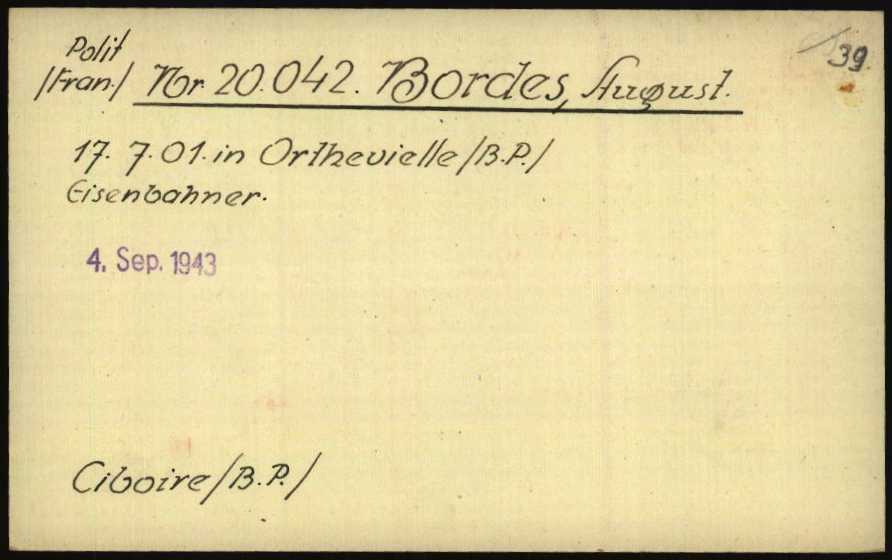 Polit
/Fran./ Nr. 20.042. Bordes, August.
39.
17. 7. 01. in Orthevielle /B.P./
Eisenbahner.
4. Sep. 1943
Ciboire /B.P./